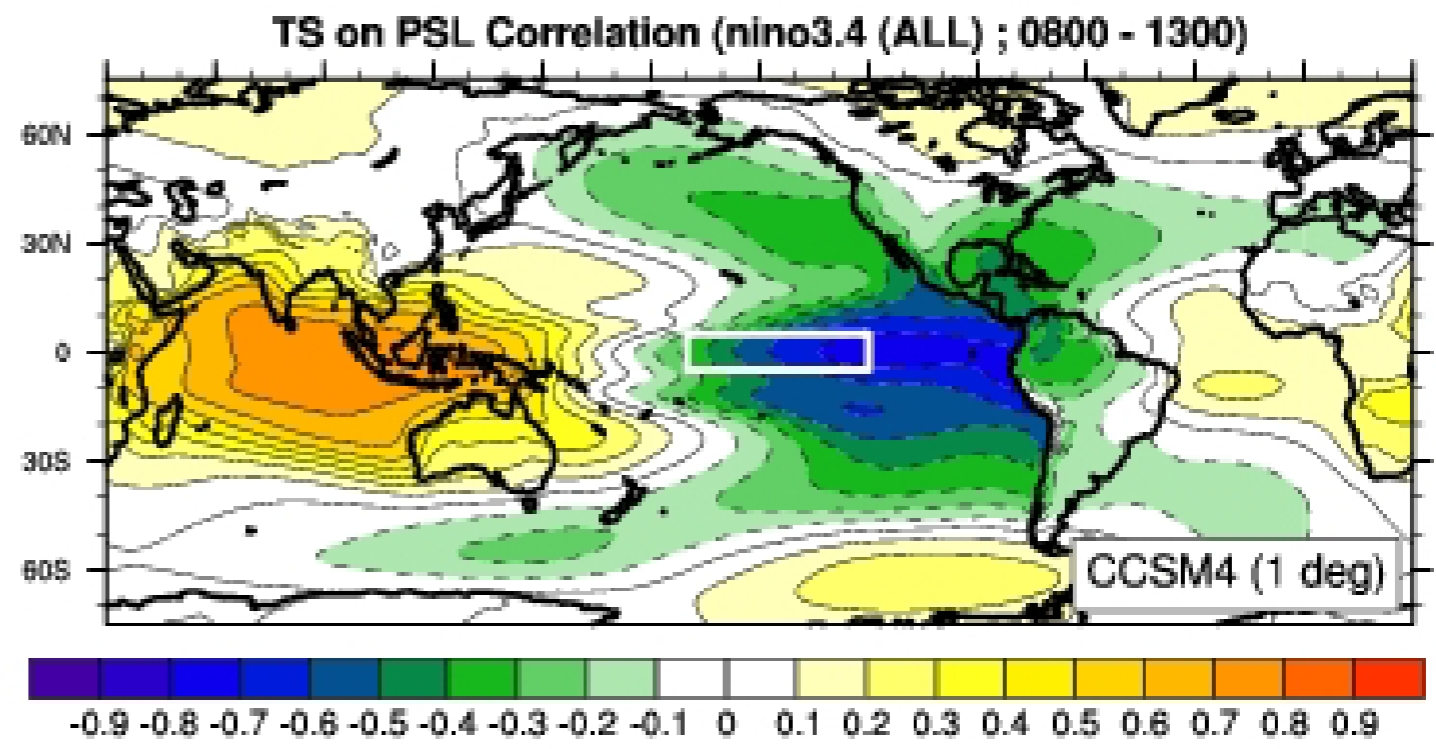 TS on PSL Correlation (nino3.4 (ALL) ; 0800 - 1300)
60N
30N
0
30S
60S
CCSM4 (1 deg)
-0.9 -0.8 -0.7 -0.6 -0.5 -0.4 -0.3 -0.2 -0.1 0 0.1 0.2 0.3 0.4 0.5 0.6 0.7 0.8 0.9